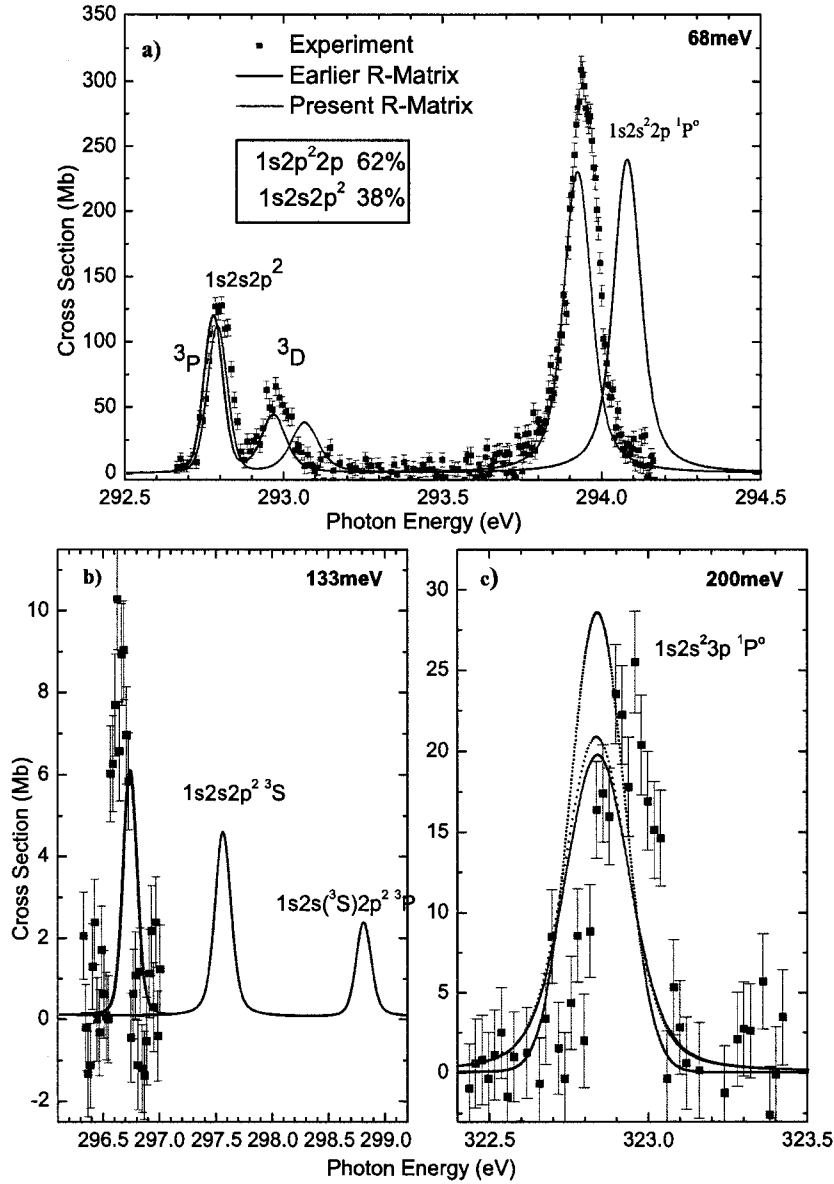 a)
68meV
Experiment
Earlier R-Matrix
Present R-Matrix
1s2p²2p 62%
1s2s2p² 38%
1s2s²2p ¹Pᵒ
1s2s2p²
³P
³D
Cross Section (Mb)
350
300
250
200
150
100
50
0
292.5 293.0 293.5 294.0 294.5
Photon Energy (eV)
b)
133meV
1s2s2p² ³S
1s2s(³S)2p² ³P
Cross Section (Mb)
10
8
6
4
2
0
-2
296.5 297.0 297.5 298.0 298.5 299.0
c)
200meV
1s2s²3p ¹Pᵒ
30
25
20
15
10
5
0
322.5 323.0 323.5
Photon Energy (eV)